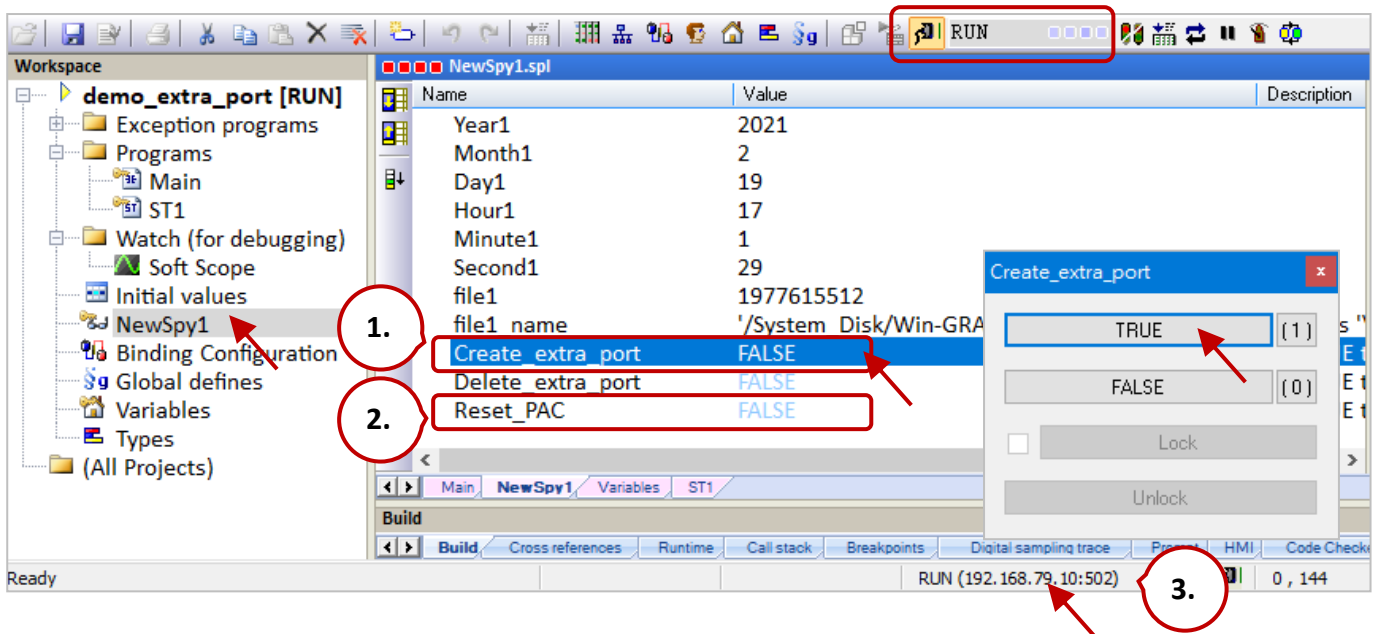 RUN
Workspace
NewSpy1.spl
demo_extra_port [RUN]
Exception programs
Programs
Main
ST1
Watch (for debugging)
Soft Scope
Initial values
NewSpy1
Binding Configuration
Global defines
Variables
Types
(All Projects)
Name Value Description
Year1 2021
Month1 2
Day1 19
Hour1 17
Minute1 1
Second1 29
file1 1977615512
file1_name '/System_Disk/Win-GRA
Create_extra_port FALSE
Delete_extra_port FALSE
Reset_PAC FALSE
1.
2.
Create_extra_port x
TRUE (1)
FALSE (0)
Lock
Unlock
Main NewSpy1 Variables ST1
Build
Build Cross references Runtime Call stack Breakpoints Digital sampling trace Prompt HMI Code Checke
Ready RUN (192.168.79.10:502) 0 , 144
3.